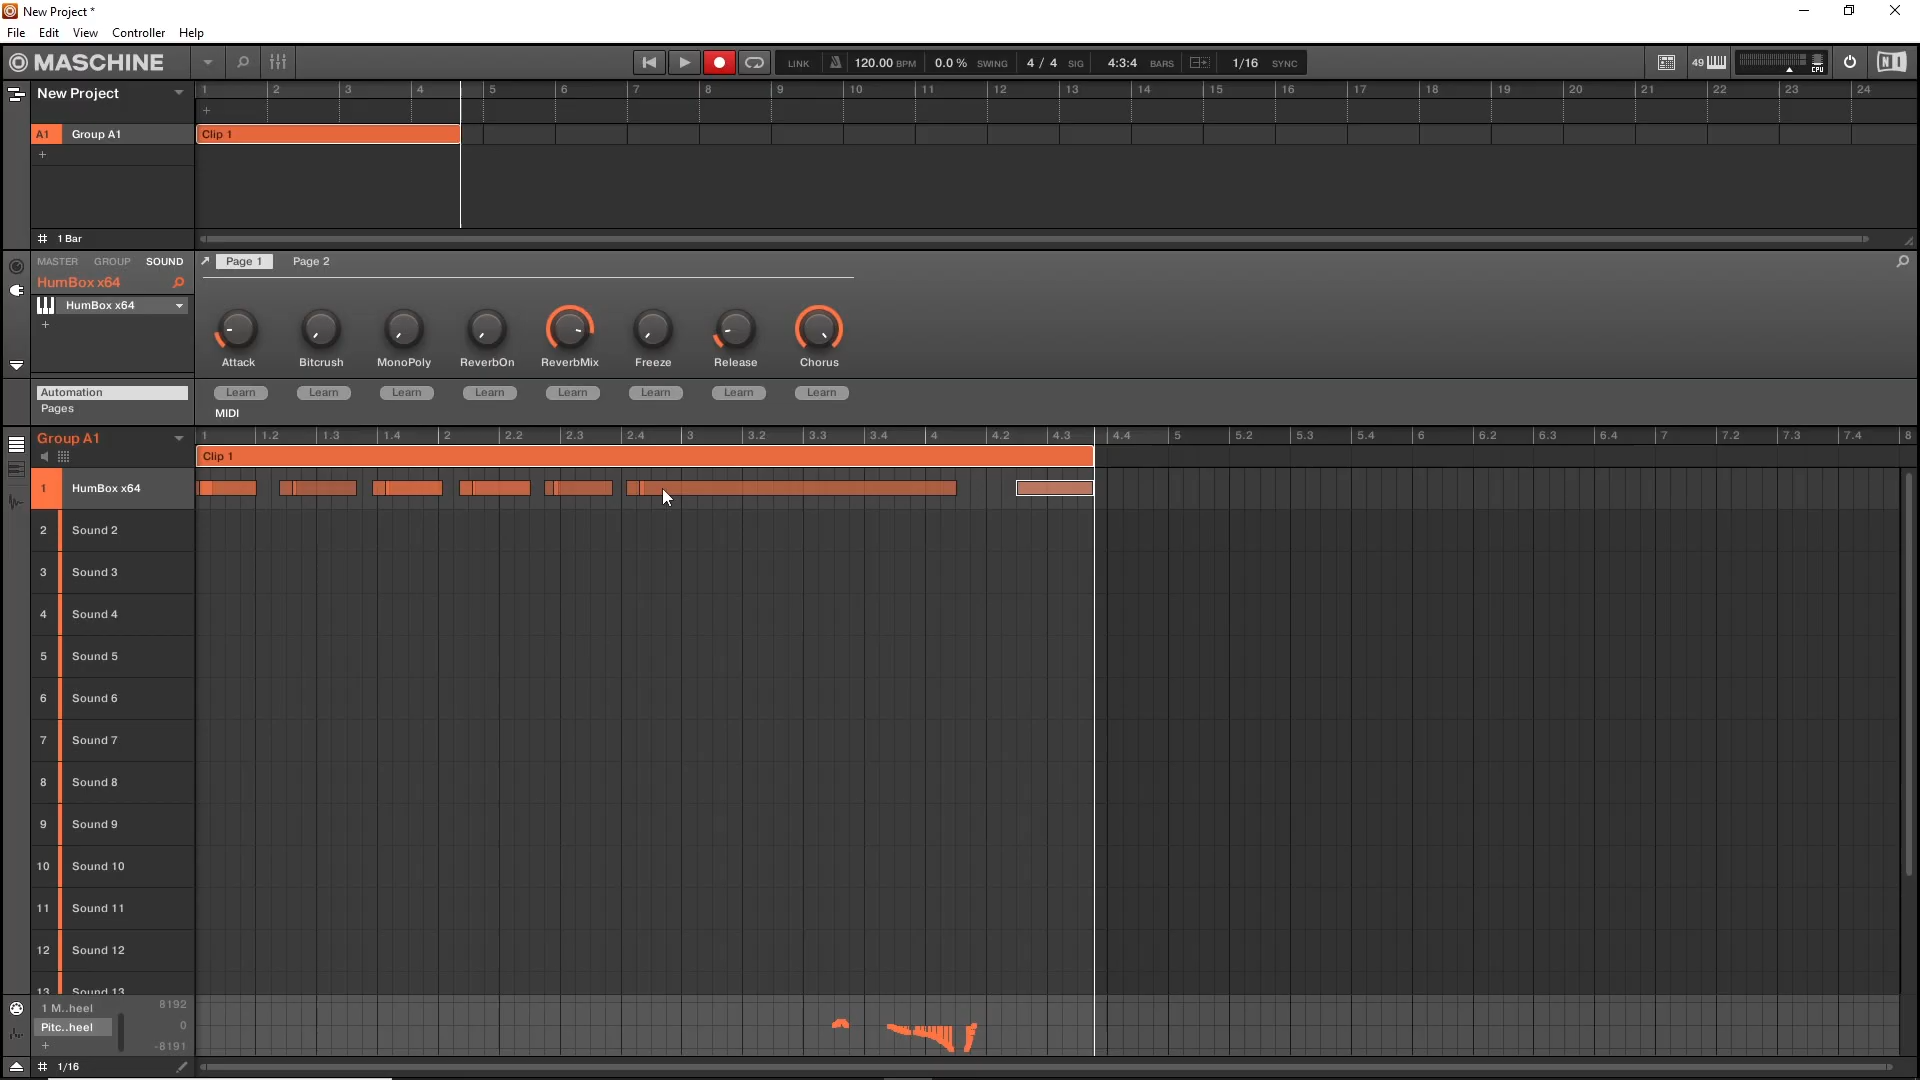 New Project *
File Edit View Controller Help
MASCHINE
LINK 120.00 BPM 0.0 % SWING 4 / 4 SIG 4:3:4 BARS 1/16 SYNC
49
CPU
New Project
1 2 3 4 5 6 7 8 9 10 11 12 13 14 15 16 17 18 19 20 21 22 23 24
+
A1 Group A1
Clip 1
+
1 Bar
MASTER GROUP SOUND
Page 1 Page 2
HumBox x64
HumBox x64
+
Attack Bitcrush MonoPoly ReverbOn ReverbMix Freeze Release Chorus
Automation
Learn Learn Learn Learn Learn Learn Learn Learn
Pages
MIDI
Group A1
1 1.2 1.3 1.4 2 2.2 2.3 2.4 3 3.2 3.3 3.4 4 4.2 4.3 4.4 5 5.2 5.3 5.4 6 6.2 6.3 6.4 7 7.2 7.3 7.4 8
Clip 1
1 HumBox x64
2 Sound 2
3 Sound 3
4 Sound 4
5 Sound 5
6 Sound 6
7 Sound 7
8 Sound 8
9 Sound 9
10 Sound 10
11 Sound 11
12 Sound 12
13 Sound 13
1 M..heel 8192
Pitc..heel 0
+ -8191
1/16